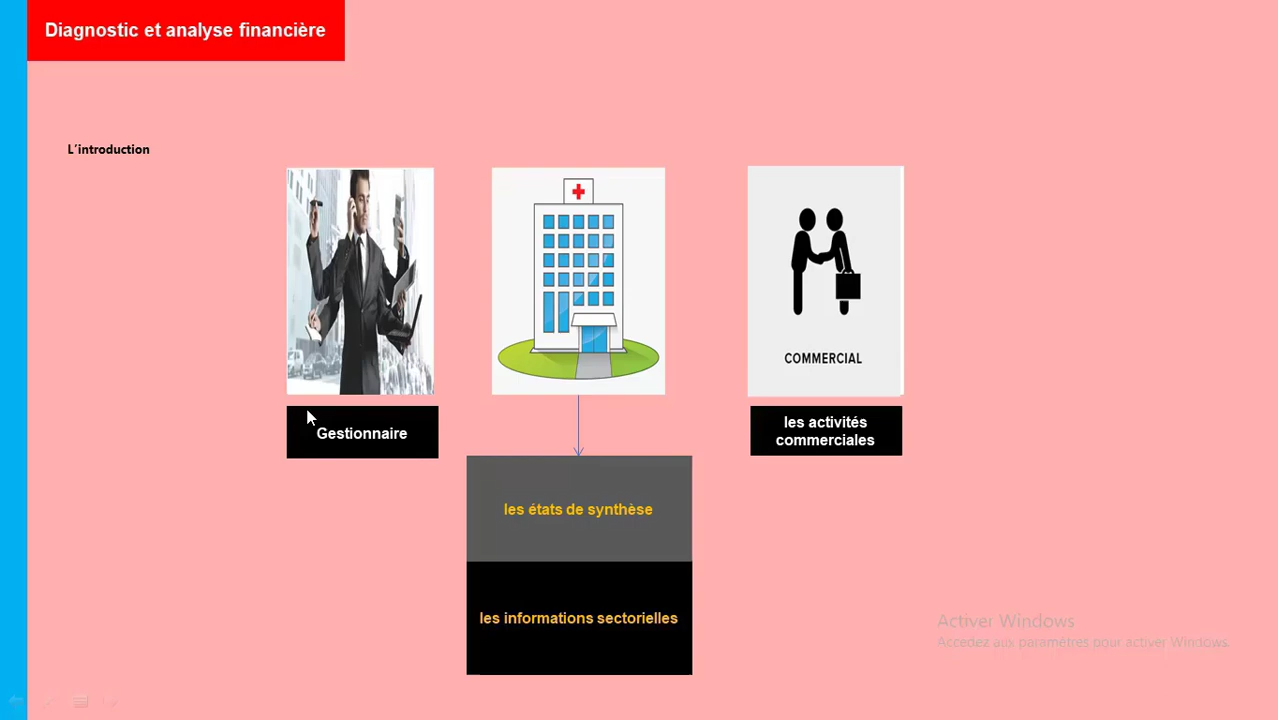 Diagnostic et analyse financière
L'introduction
COMMERCIAL
Gestionnaire
les activités
commerciales
les états de synthèse
les informations sectorielles
Activer Windows
Accédez aux paramètres pour activer Windows.